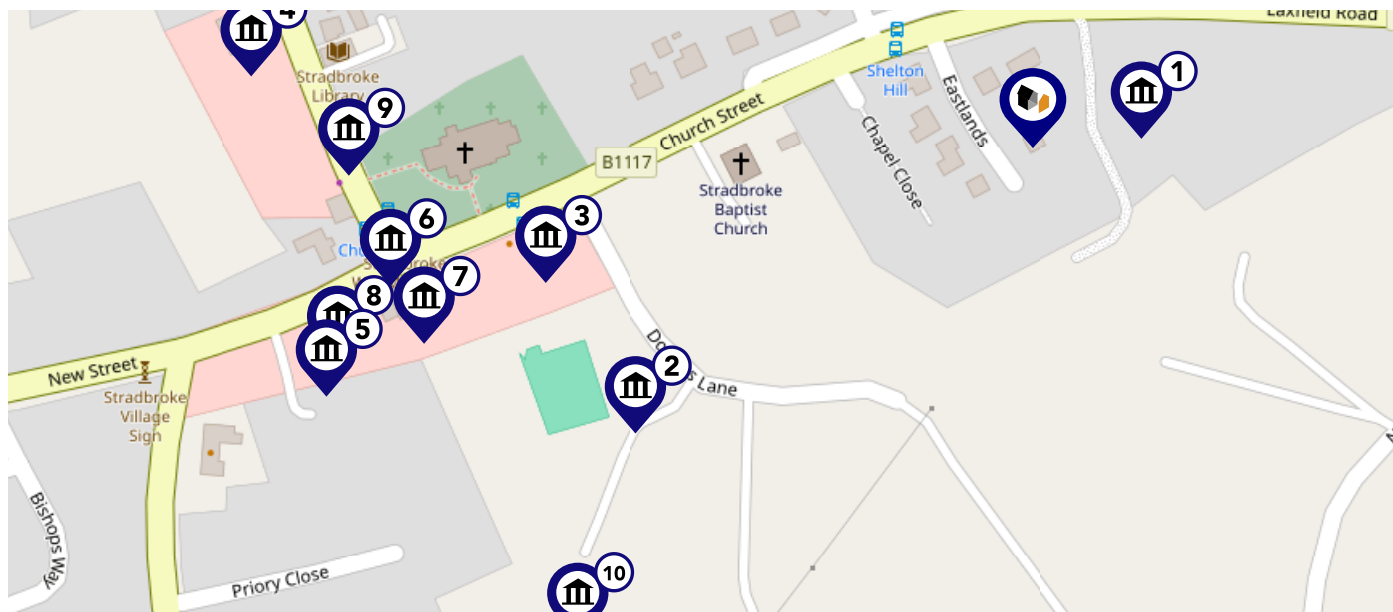 4
Laxfield Road
Stradbroke
Library
Shelton
Hill
1
9
Eastlands
Church Street
B1117
Chapel Close
Stradbroke
Baptist
Church
6
3
7
8
5
New Street
2
Lane
Stradbroke
Village
Sign
Bishops Way
Priory Close
10